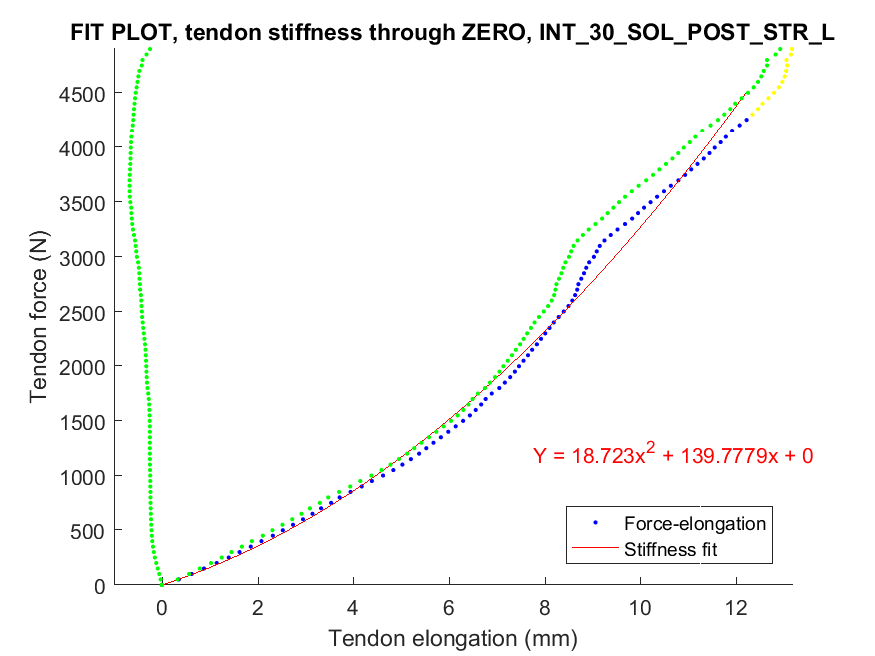 FIT PLOT, tendon stiffness through ZERO, INT_30_SOL_POST_STR_L
4500
4000
3500
3000
2500
2000
1500
1000
500
0
Tendon force (N)
Y = 18.723x² + 139.7779x + 0
Force-elongation
Stiffness fit
0 2 4 6 8 10 12
Tendon elongation (mm)